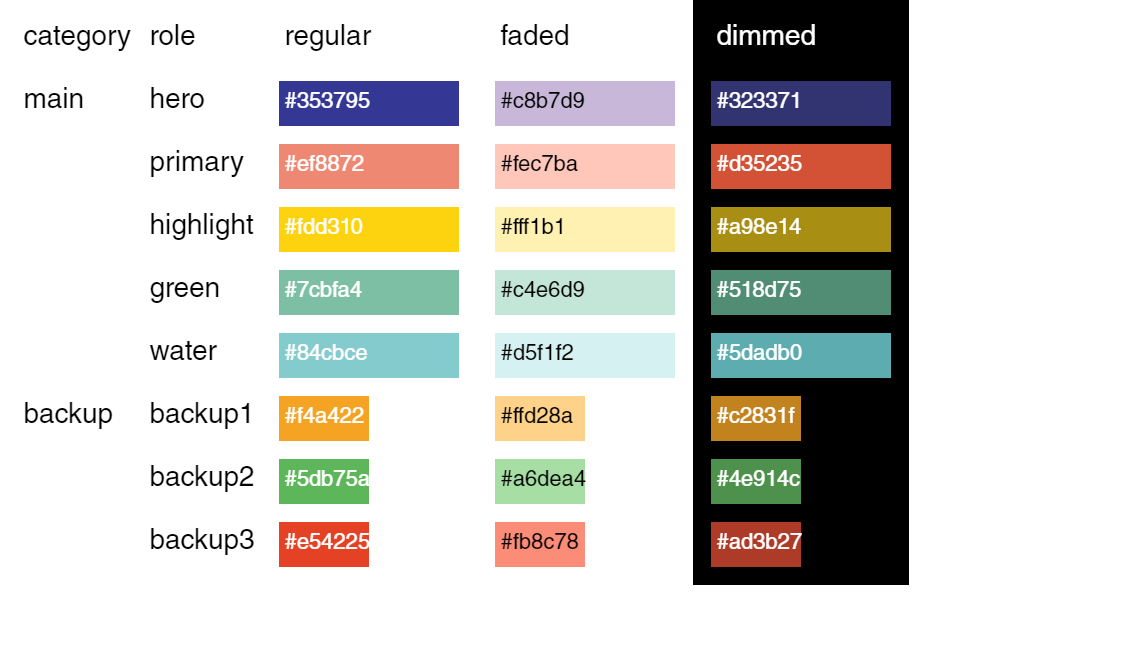 category role regular faded dimmed
main hero #353795 #c8b7d9 #323371
primary #ef8872 #fec7ba #d35235
highlight #fdd310 #fff1b1 #a98e14
green #7cbfa4 #c4e6d9 #518d75
water #84cbce #d5f1f2 #5dadb0
backup backup1 #f4a422 #ffd28a #c2831f
backup2 #5db75a #a6dea4 #4e914c
backup3 #e54225 #fb8c78 #ad3b27